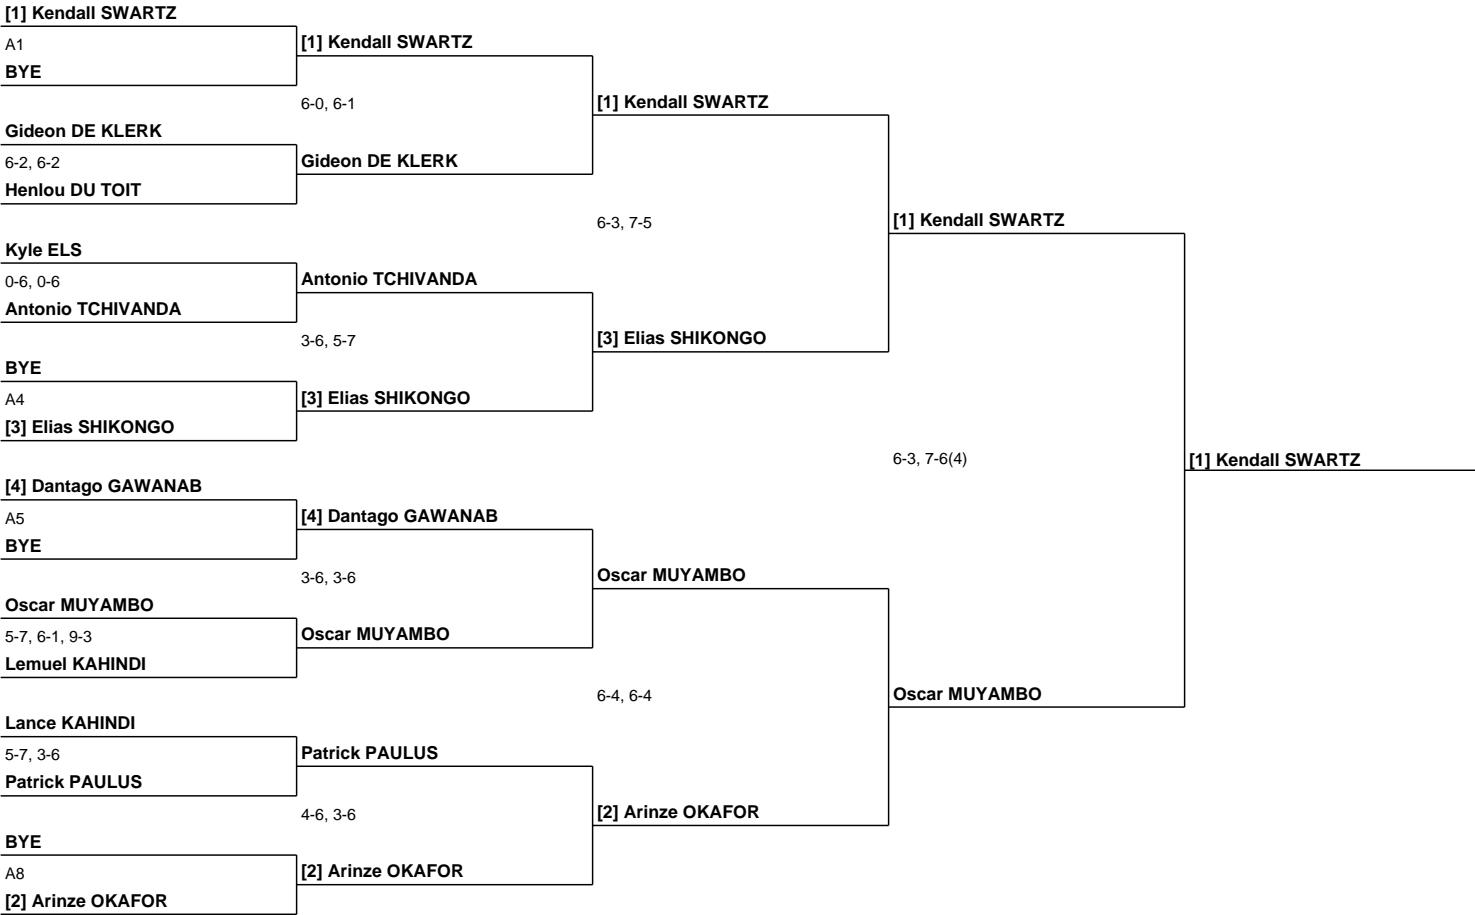 [1] Kendall SWARTZ
A1
BYE
Gideon DE KLERK
6-2, 6-2
Henlou DU TOIT
Kyle ELS
0-6, 0-6
Antonio TCHIVANDA
BYE
A4
[3] Elias SHIKONGO
[4] Dantago GAWANAB
A5
BYE
Oscar MUYAMBO
5-7, 6-1, 9-3
Lemuel KAHINDI
Lance KAHINDI
5-7, 3-6
Patrick PAULUS
BYE
A8
[2] Arinze OKAFOR
[1] Kendall SWARTZ
6-0, 6-1
Gideon DE KLERK
Antonio TCHIVANDA
3-6, 5-7
[3] Elias SHIKONGO
[4] Dantago GAWANAB
3-6, 3-6
Oscar MUYAMBO
Patrick PAULUS
4-6, 3-6
[2] Arinze OKAFOR
[1] Kendall SWARTZ
6-3, 7-5
[3] Elias SHIKONGO
Oscar MUYAMBO
6-4, 6-4
[2] Arinze OKAFOR
[1] Kendall SWARTZ
6-3, 7-6(4)
Oscar MUYAMBO
[1] Kendall SWARTZ